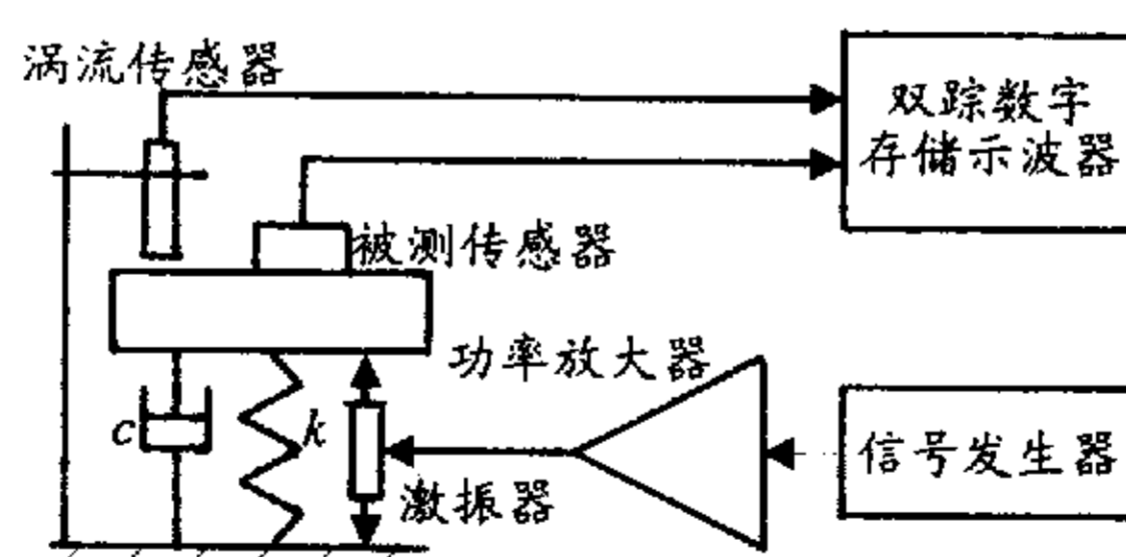 涡流传感器
双踪数字
存储示波器
被测传感器
功率放大器
c
k
信号发生器
激振器